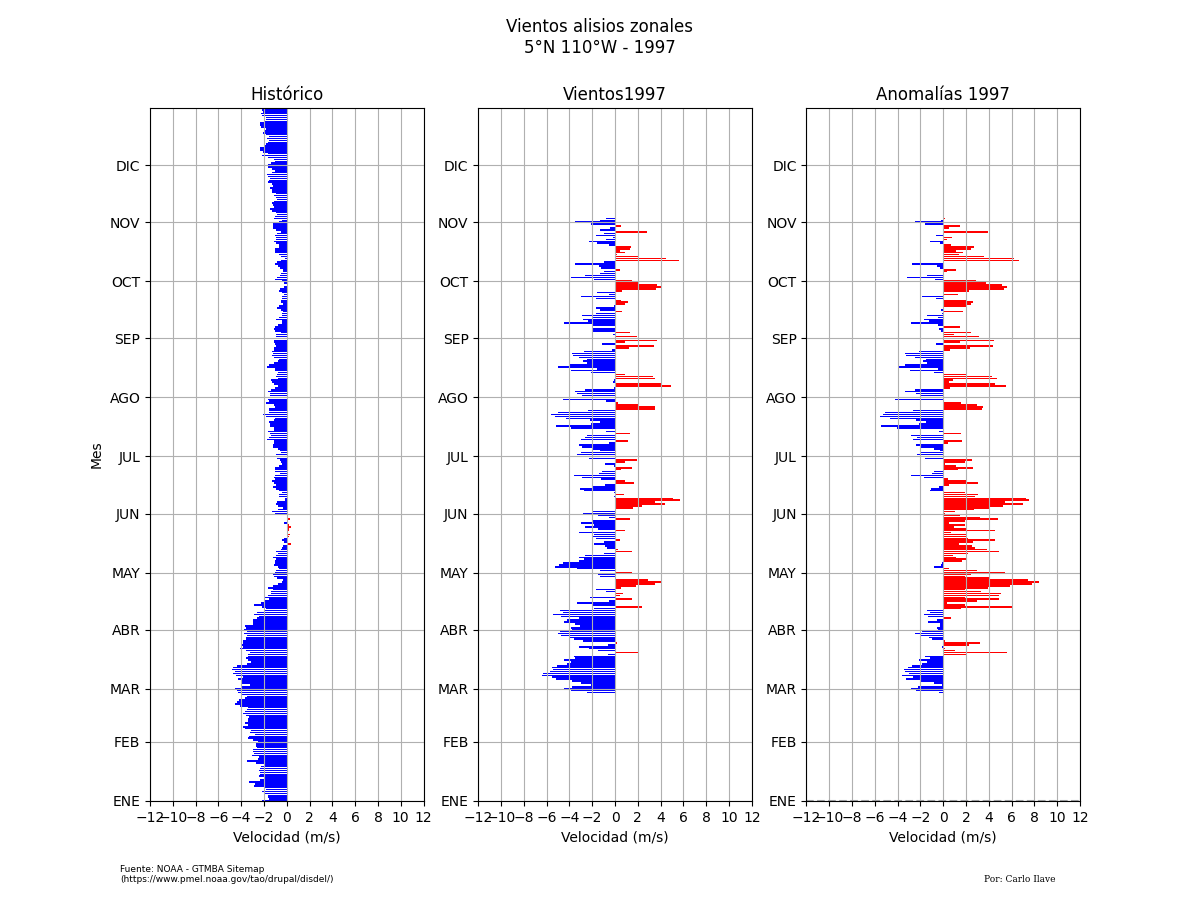 Vientos alisios zonales
5°N 110°W - 1997
Histórico
Vientos1997
Anomalías 1997
Mes
DIC
NOV
OCT
SEP
AGO
JUL
JUN
MAY
ABR
MAR
FEB
ENE
−12 −10 −8 −6 −4 −2 0 2 4 6 8 10 12
Velocidad (m/s)
DIC
NOV
OCT
SEP
AGO
JUL
JUN
MAY
ABR
MAR
FEB
ENE
−12 −10 −8 −6 −4 −2 0 2 4 6 8 10 12
Velocidad (m/s)
DIC
NOV
OCT
SEP
AGO
JUL
JUN
MAY
ABR
MAR
FEB
ENE
−12 −10 −8 −6 −4 −2 0 2 4 6 8 10 12
Velocidad (m/s)
Fuente: NOAA - GTMBA Sitemap
(https://www.pmel.noaa.gov/tao/drupal/disdel/)
Por: Carlo Ilave